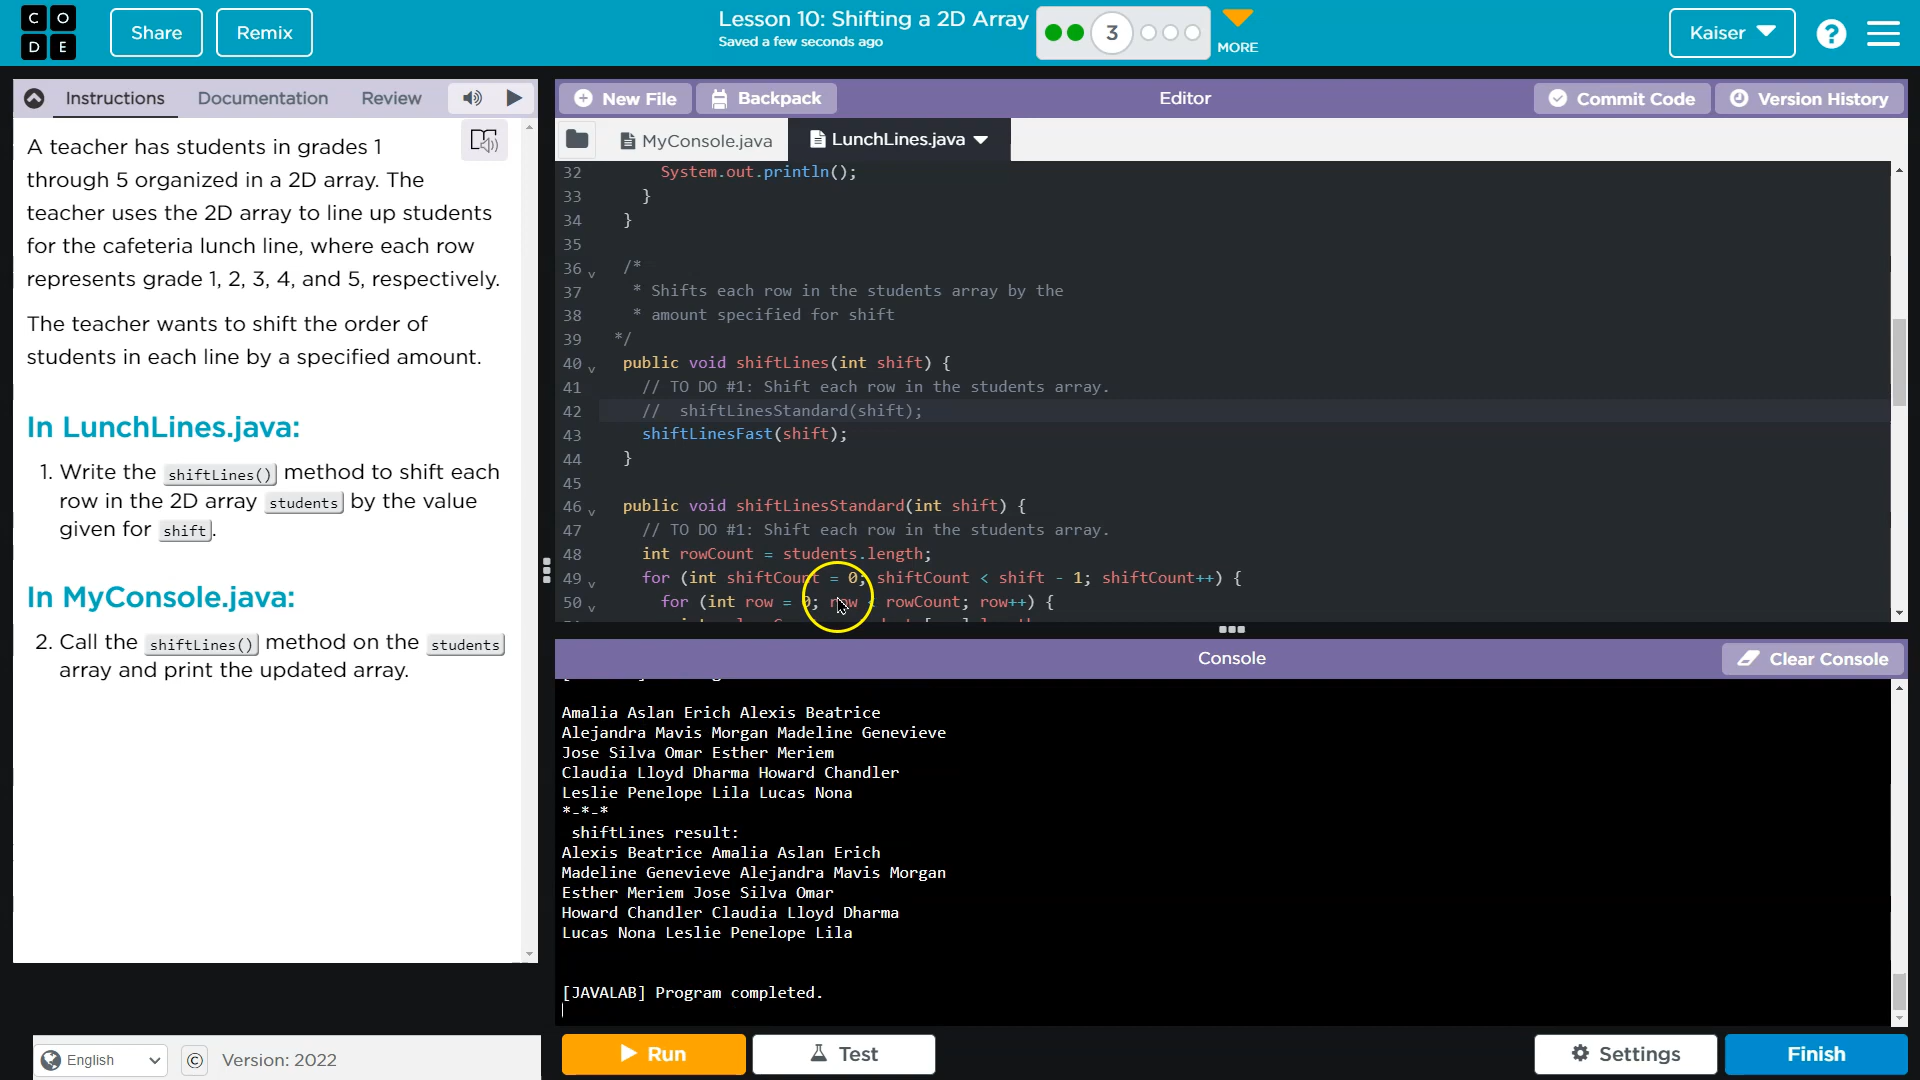 C O
D E
Share
Remix
Lesson 10: Shifting a 2D Array
Saved a few seconds ago
3
MORE
Kaiser
?
Instructions
Documentation
Review
New File
Backpack
Editor
Commit Code
Version History
A teacher has students in grades 1
through 5 organized in a 2D array. The
teacher uses the 2D array to line up students
for the cafeteria lunch line, where each row
represents grade 1, 2, 3, 4, and 5, respectively.
The teacher wants to shift the order of
students in each line by a specified amount.
In LunchLines.java:
1. Write the shiftLines() method to shift each
row in the 2D array students by the value
given for shift.
In MyConsole.java:
2. Call the shiftLines() method on the students
array and print the updated array.
MyConsole.java
LunchLines.java
32 System.out.println();
33 }
34 }
35
36 /*
37 * Shifts each row in the students array by the
38 * amount specified for shift
39 */
40 public void shiftLines(int shift) {
41 // TO DO #1: Shift each row in the students array.
42 // shiftLinesStandard(shift);
43 shiftLinesFast(shift);
44 }
45
46 public void shiftLinesStandard(int shift) {
47 // TO DO #1: Shift each row in the students array.
48 int rowCount = students.length;
49 for (int shiftCount = 0; shiftCount < shift - 1; shiftCount++) {
50 for (int row = 0; row < rowCount; row++) {
Console
Clear Console
Amalia Aslan Erich Alexis Beatrice
Alejandra Mavis Morgan Madeline Genevieve
Jose Silva Omar Esther Meriem
Claudia Lloyd Dharma Howard Chandler
Leslie Penelope Lila Lucas Nona
*-*-*
shiftLines result:
Alexis Beatrice Amalia Aslan Erich
Madeline Genevieve Alejandra Mavis Morgan
Esther Meriem Jose Silva Omar
Howard Chandler Claudia Lloyd Dharma
Lucas Nona Leslie Penelope Lila
[JAVALAB] Program completed.
English
©
Version: 2022
Run
Test
Settings
Finish